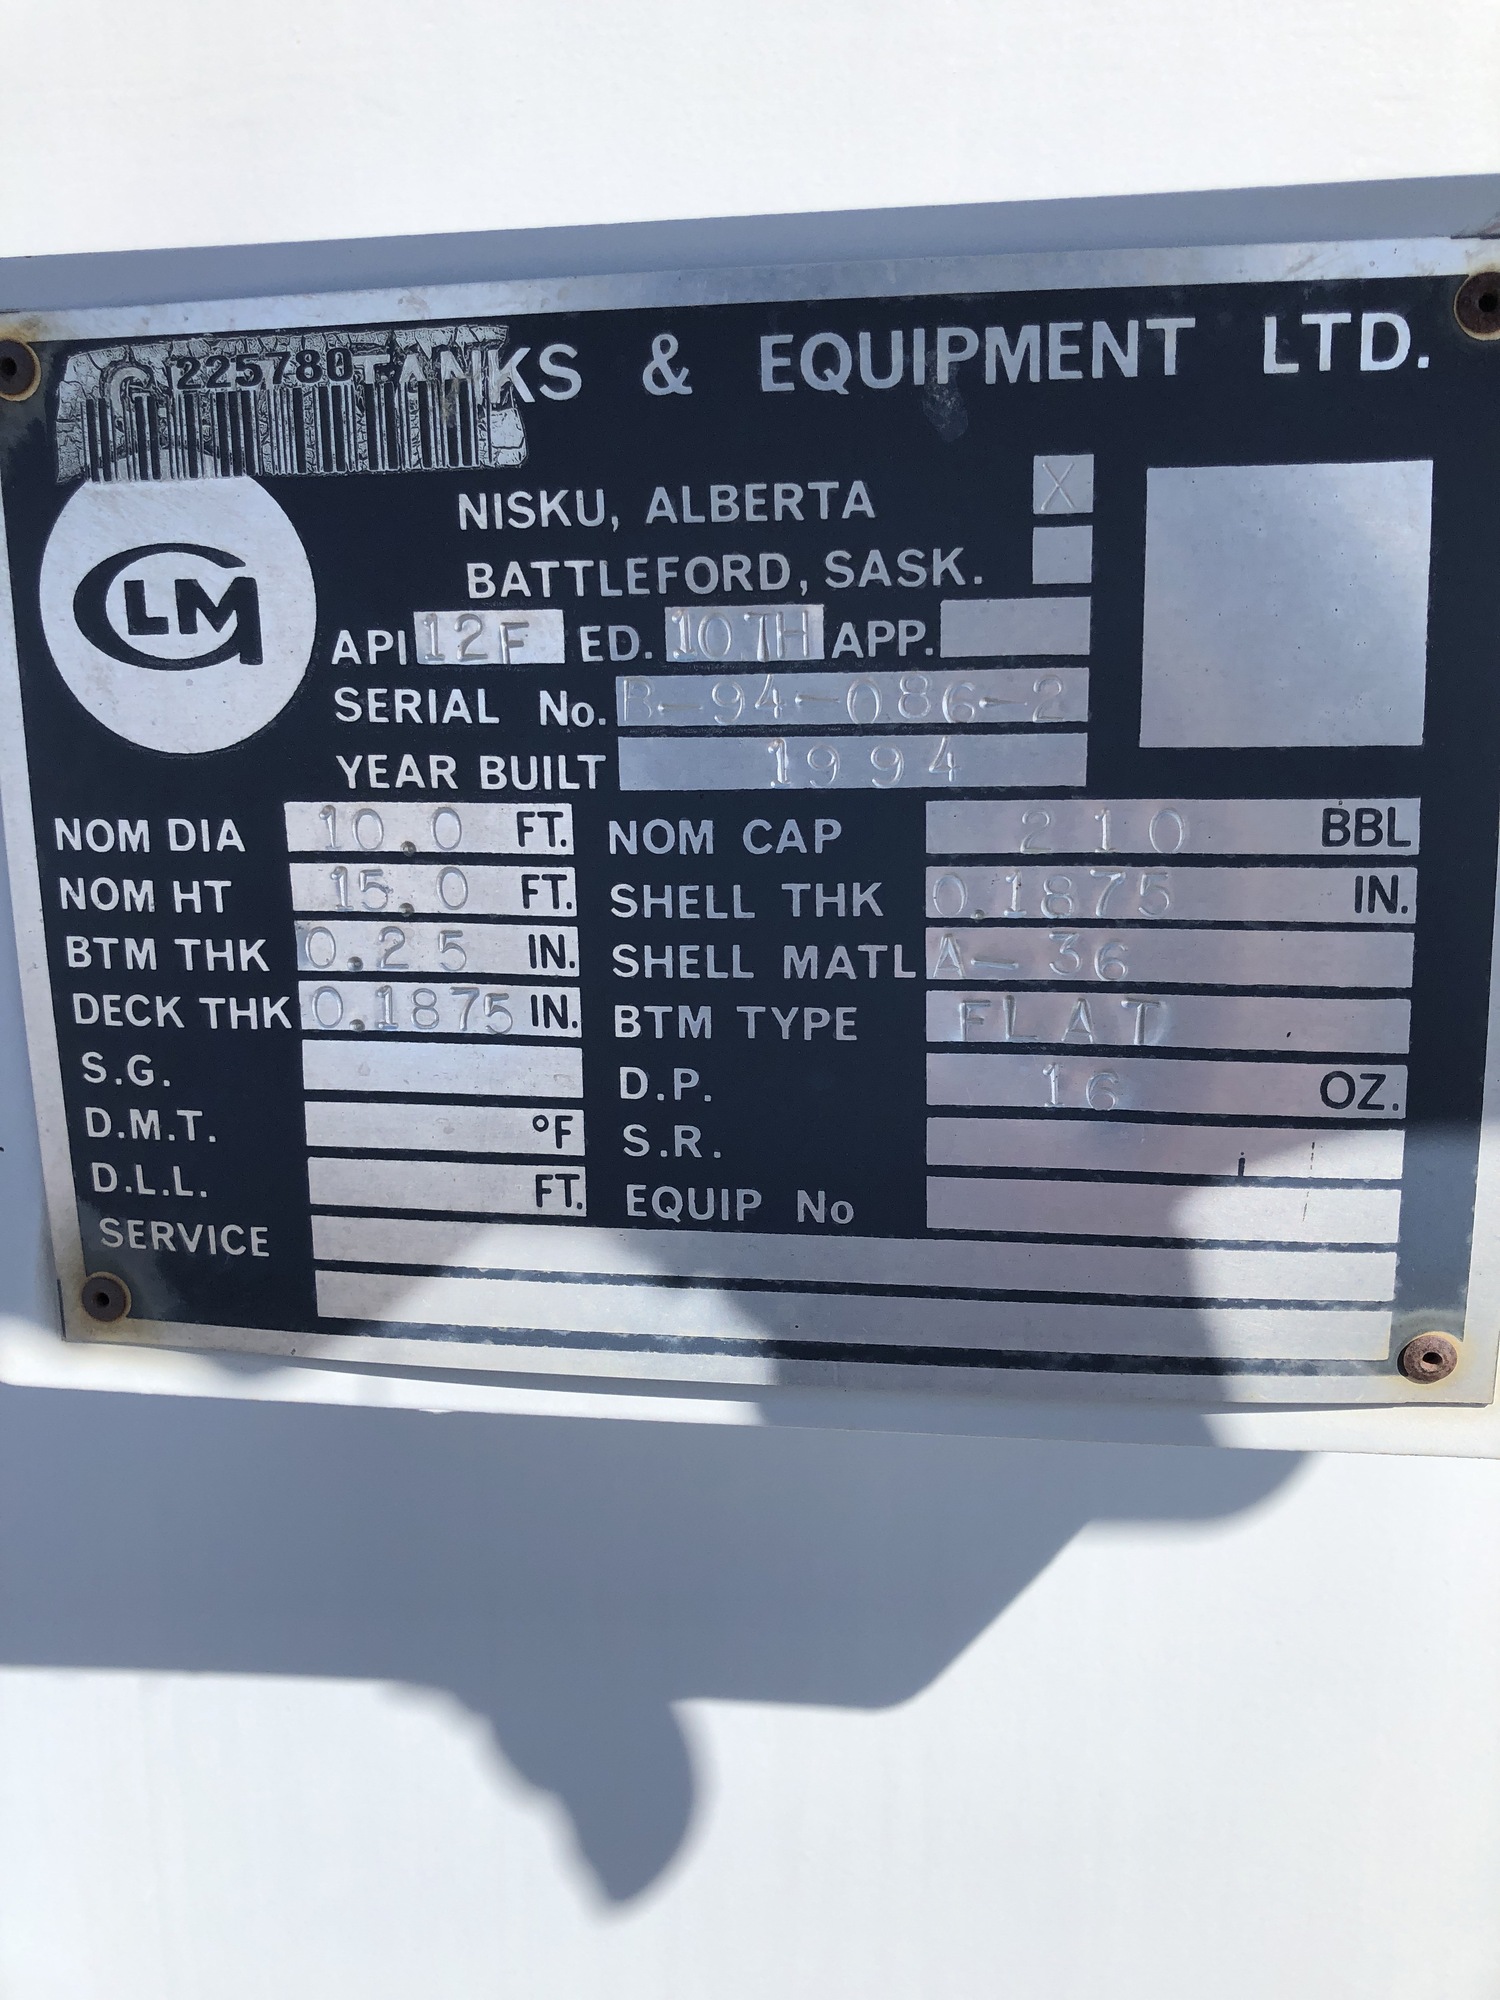 225780
TANKS & EQUIPMENT LTD.
GLM
NISKU, ALBERTA X
BATTLEFORD, SASK.
API 12F ED. 10TH APP.
SERIAL No. B-94-086-2
YEAR BUILT 1994
NOM DIA 10.0 FT. NOM CAP 210 BBL
NOM HT 15.0 FT. SHELL THK 0.1875 IN.
BTM THK 0.25 IN. SHELL MATL A-36
DECK THK 0.1875 IN. BTM TYPE FLAT
S.G. D.P. 16 OZ.
D.M.T. °F S.R.
D.L.L. FT. EQUIP No
SERVICE